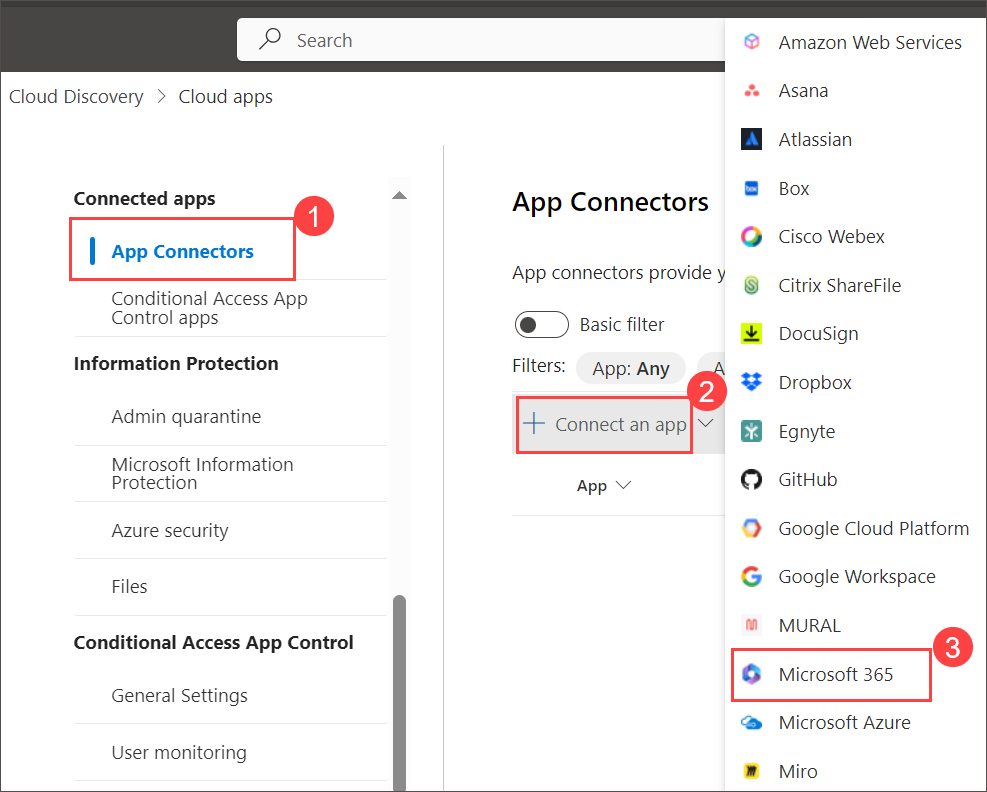 Search
Cloud Discovery > Cloud apps
Connected apps
1
App Connectors
Conditional Access App
Control apps
Information Protection
Admin quarantine
Microsoft Information
Protection
Azure security
Files
Conditional Access App Control
General Settings
User monitoring
App Connectors
App connectors provide y
Basic filter
Filters:
App: Any
A
2
+ Connect an app
App
Amazon Web Services
Asana
Atlassian
box
Box
Cisco Webex
Citrix ShareFile
DocuSign
Dropbox
Egnyte
GitHub
Google Cloud Platform
Google Workspace
MURAL
3
Microsoft 365
Microsoft Azure
Miro